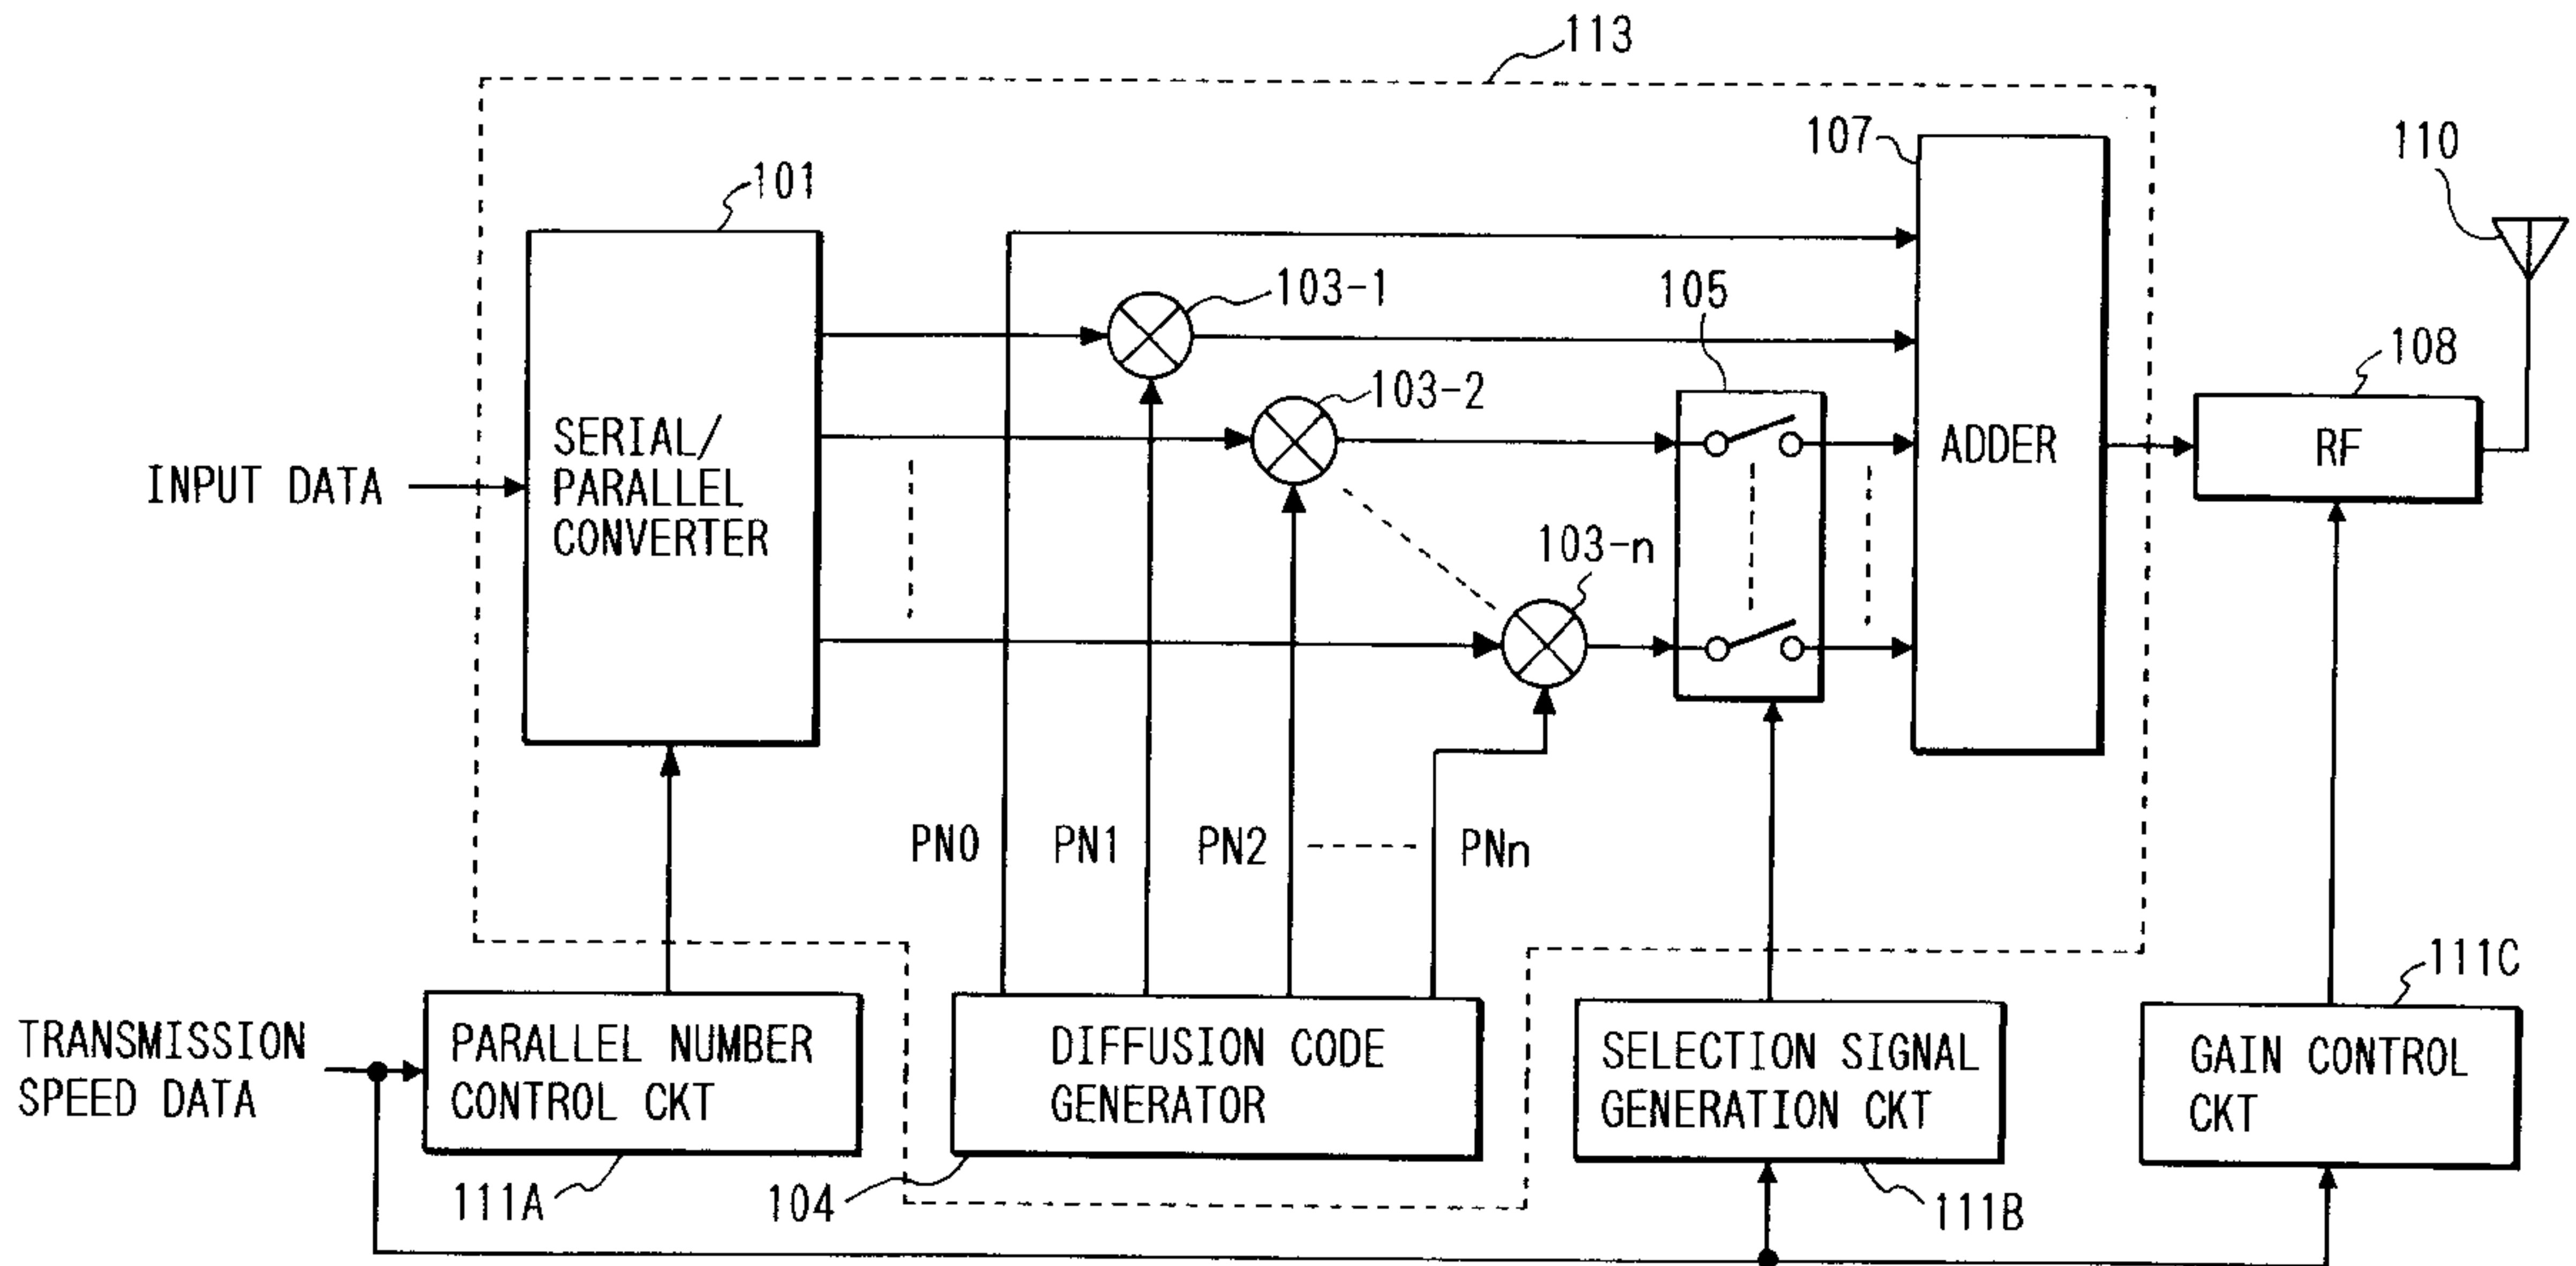 113
107
110
101
103-1
105
108
103-2
SERIAL/
PARALLEL
CONVERTER
ADDER
RF
INPUT DATA
103-n
PN0
PN1
PN2
PNn
111C
TRANSMISSION
SPEED DATA
PARALLEL NUMBER
CONTROL CKT
DIFFUSION CODE
GENERATOR
SELECTION SIGNAL
GENERATION CKT
GAIN CONTROL
CKT
111A
104
111B